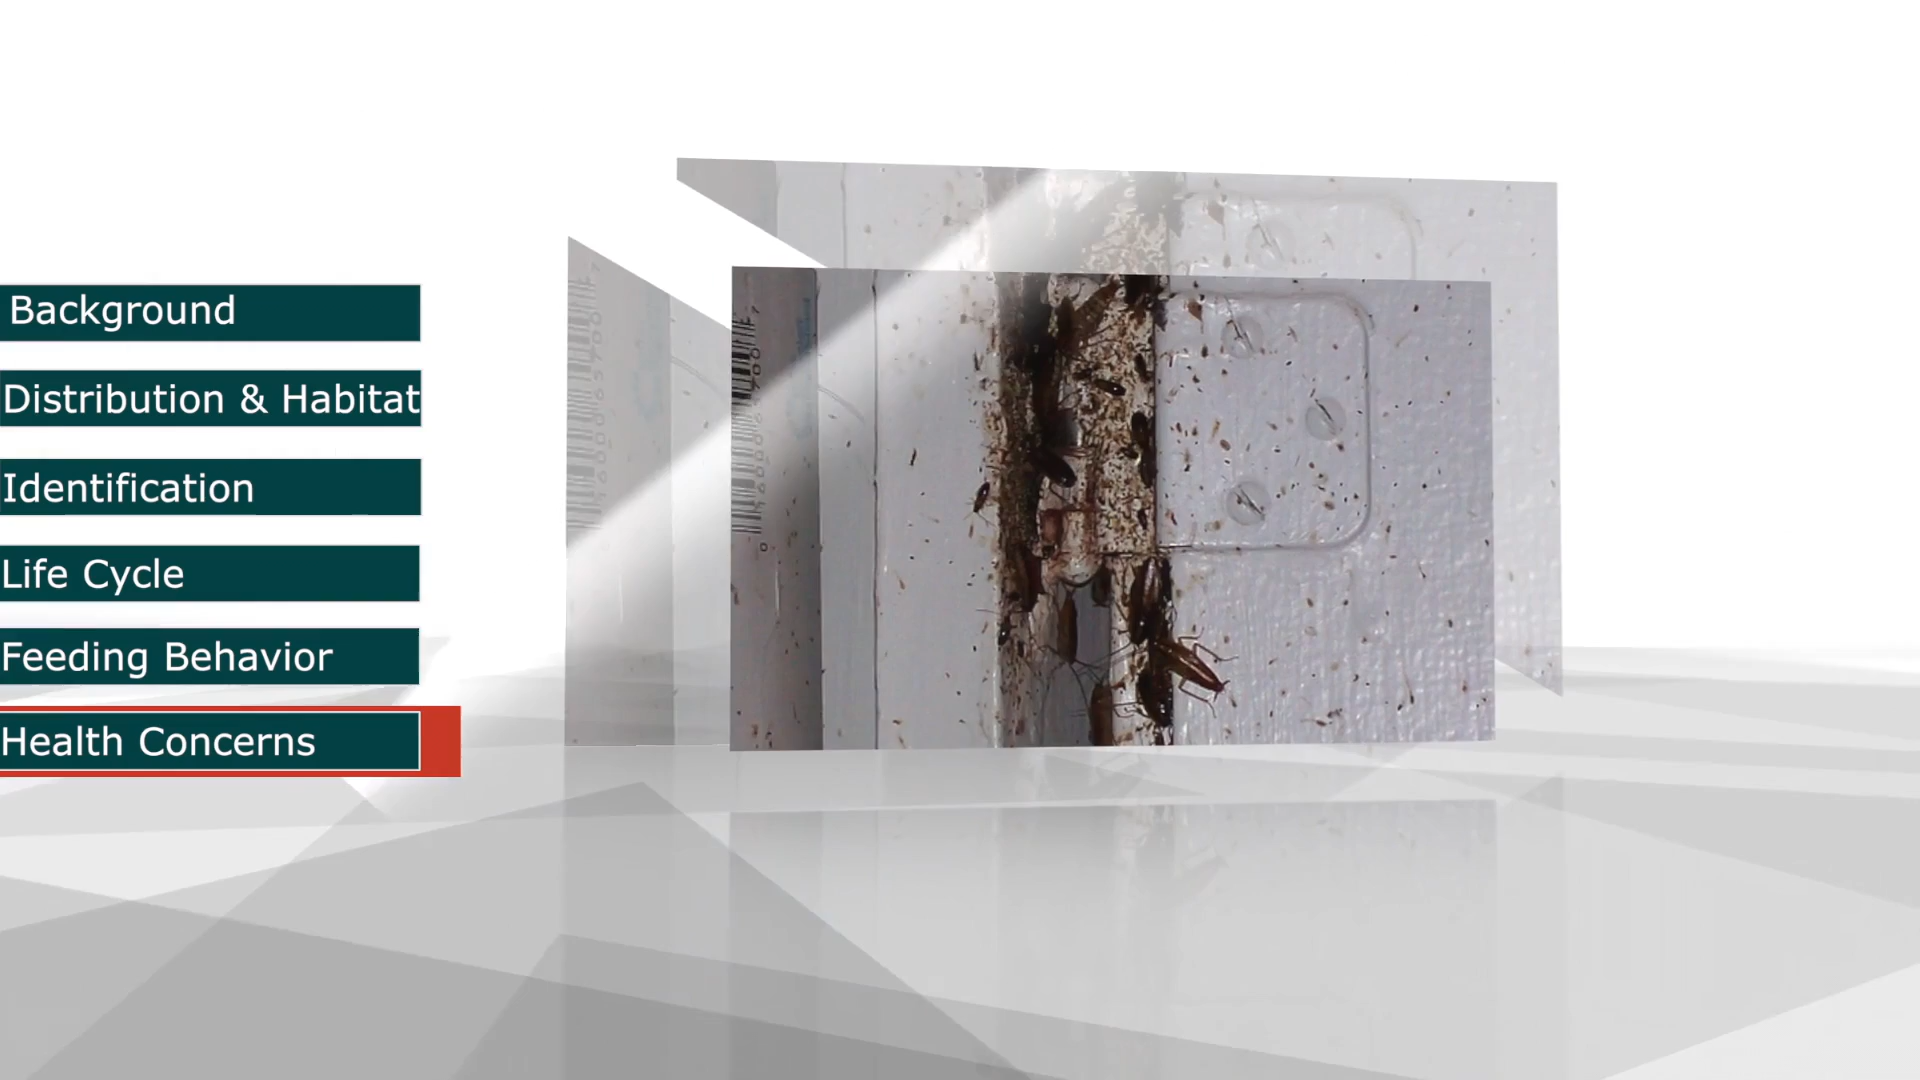 Background
Distribution & Habitat
Identification
Life Cycle
Feeding Behavior
Health Concerns